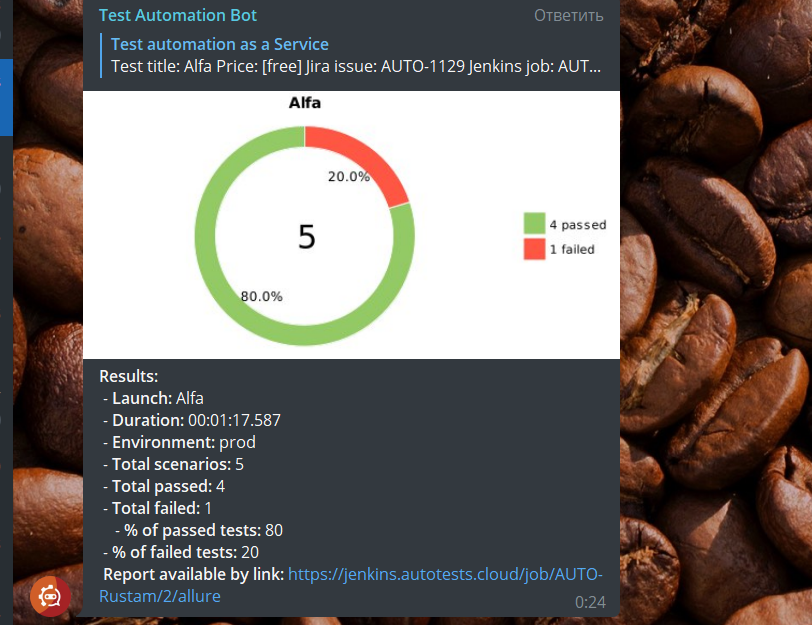 Test Automation Bot
Ответить
Test automation as a Service
Test title: Alfa Price: [free] Jira issue: AUTO-1129 Jenkins job: AUT...
Alfa
20.0%
5
80.0%
4 passed
1 failed
Results:
- Launch: Alfa
- Duration: 00:01:17.587
- Environment: prod
- Total scenarios: 5
- Total passed: 4
- Total failed: 1
- % of passed tests: 80
- % of failed tests: 20
Report available by link: https://jenkins.autotests.cloud/job/AUTO-
Rustam/2/allure
0:24